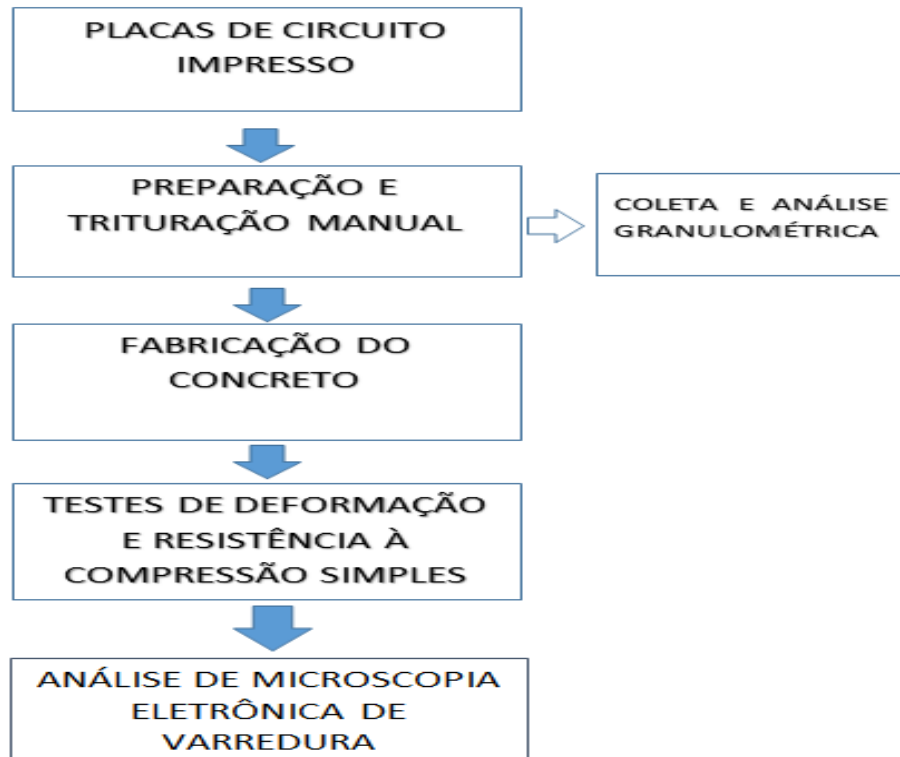 PLACAS DE CIRCUITO
IMPRESSO
PREPARAÇÃO E
TRITURAÇÃO MANUAL
COLETA E ANÁLISE
GRANULOMÉTRICA
FABRICAÇÃO DO
CONCRETO
TESTES DE DEFORMAÇÃO
E RESISTÊNCIA À
COMPRESSÃO SIMPLES
ANÁLISE DE MICROSCOPIA
ELETRÔNICA DE
VARREDURA